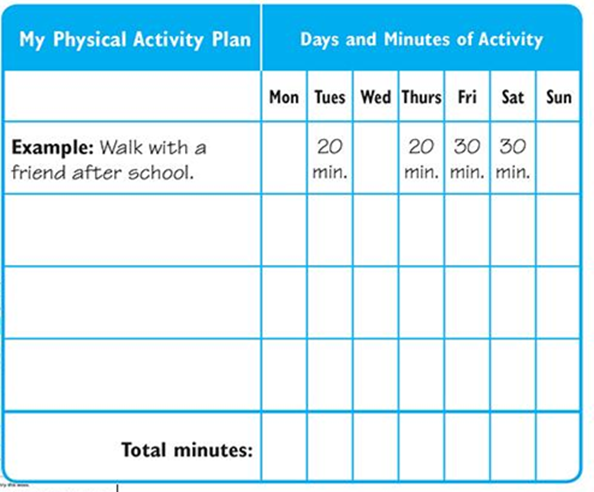 My Physical Activity Plan
Days and Minutes of Activity
Mon Tues Wed Thurs Fri Sat Sun
Example: Walk with a
friend after school.
20 20 30 30
min. min. min. min.
Total minutes: